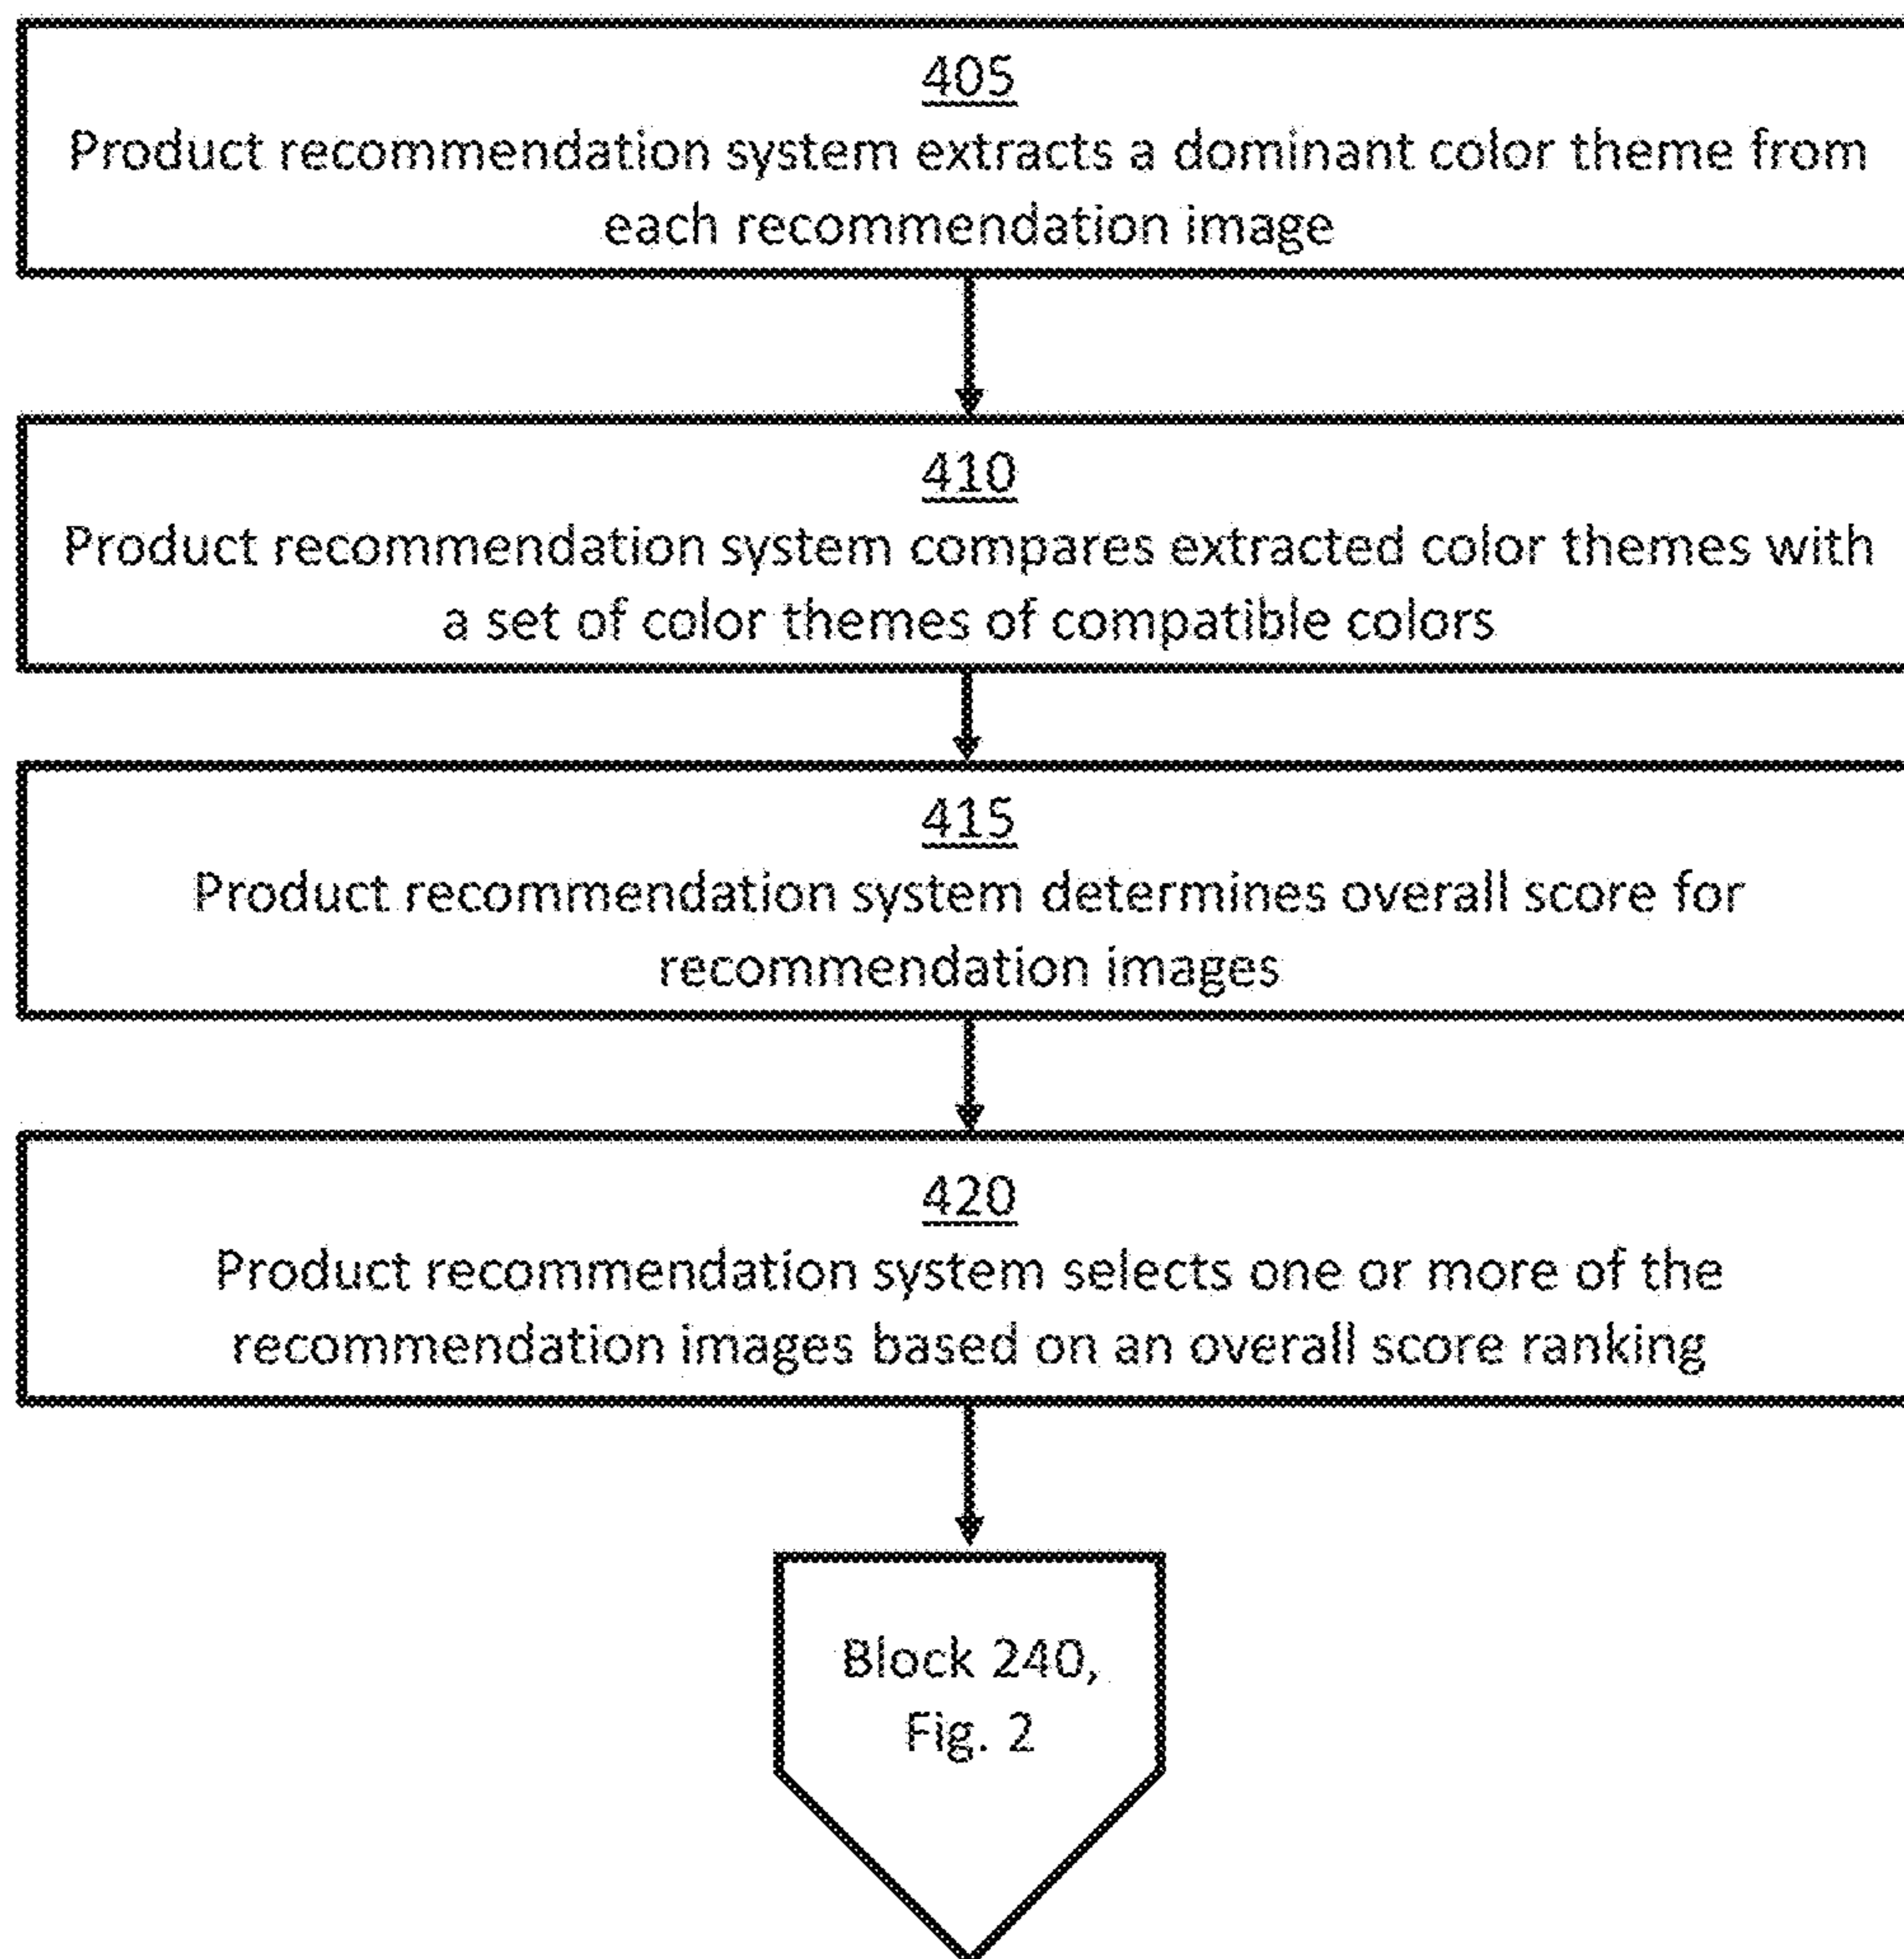 405
Product recommendation system extracts a dominant color theme from
each recommendation image
410
Product recommendation system compares extracted color themes with
a set of color themes of compatible colors
415
Product recommendation system determines overall score for
recommendation images
420
Product recommendation system selects one or more of the
recommendation images based on an overall score ranking
Block 240,
Fig. 2